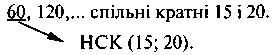 60, 120,... спільні кратні 15 і 20.
НСК (15; 20).